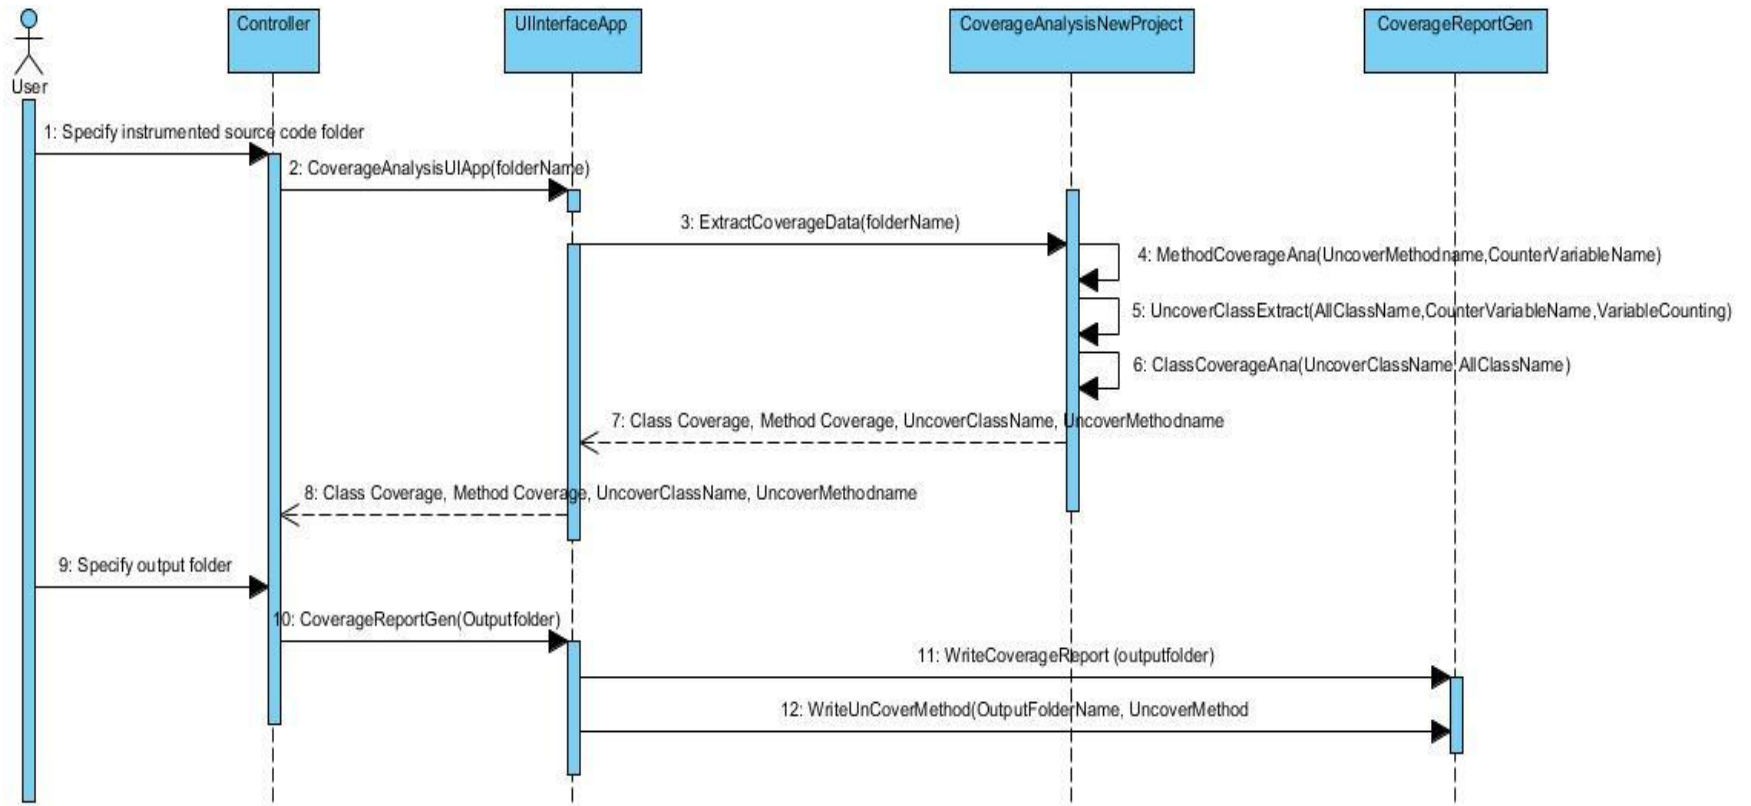 Controller
UIInterfaceApp
CoverageAnalysisNewProject
CoverageReportGen
User
1: Specify instrumented source code folder
2: CoverageAnalysisUIApp(folderName)
3: ExtractCoverageData(folderName)
4: MethodCoverageAna(UncoverMethodname,CounterVariableName)
5: UncoverClassExtract(AllClassName,CounterVariableName,VariableCounting)
6: ClassCoverageAna(UncoverClassName,AllClassName)
7: Class Coverage, Method Coverage, UncoverClassName, UncoverMethodname
8: Class Coverage, Method Coverage, UncoverClassName, UncoverMethodname
9: Specify output folder
10: CoverageReportGen(Outputfolder)
11: WriteCoverageReport (outputfolder)
12: WriteUnCoverMethod(OutputFolderName, UncoverMethod